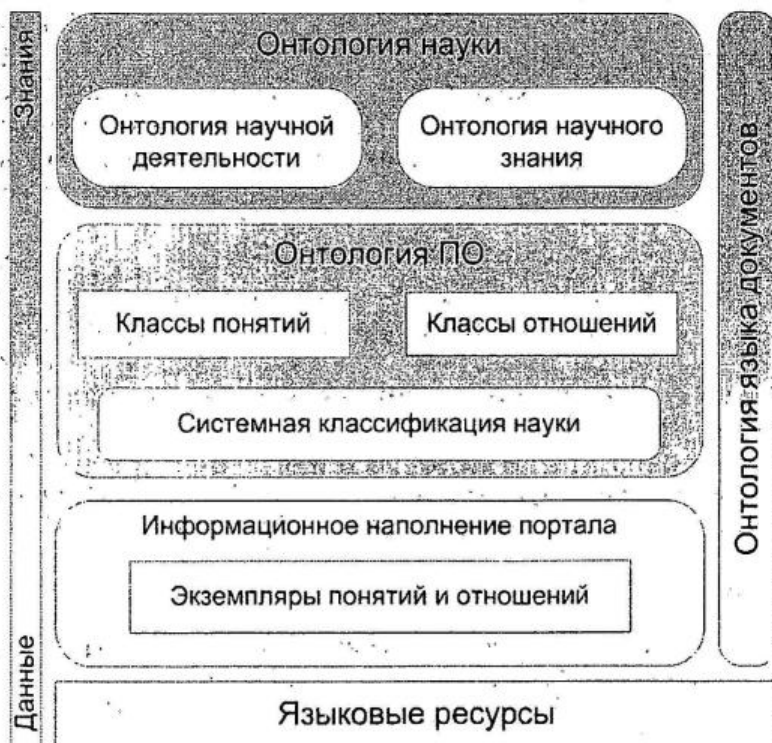 Знания
Онтология науки
Онтология научной
деятельности
Онтология научного
знания
Онтология ПО
Классы понятий
Классы отношений
Системная классификация науки
Информационное наполнение портала
Экземпляры понятий и отношений
Данные
Языковые ресурсы
Онтология языка документов